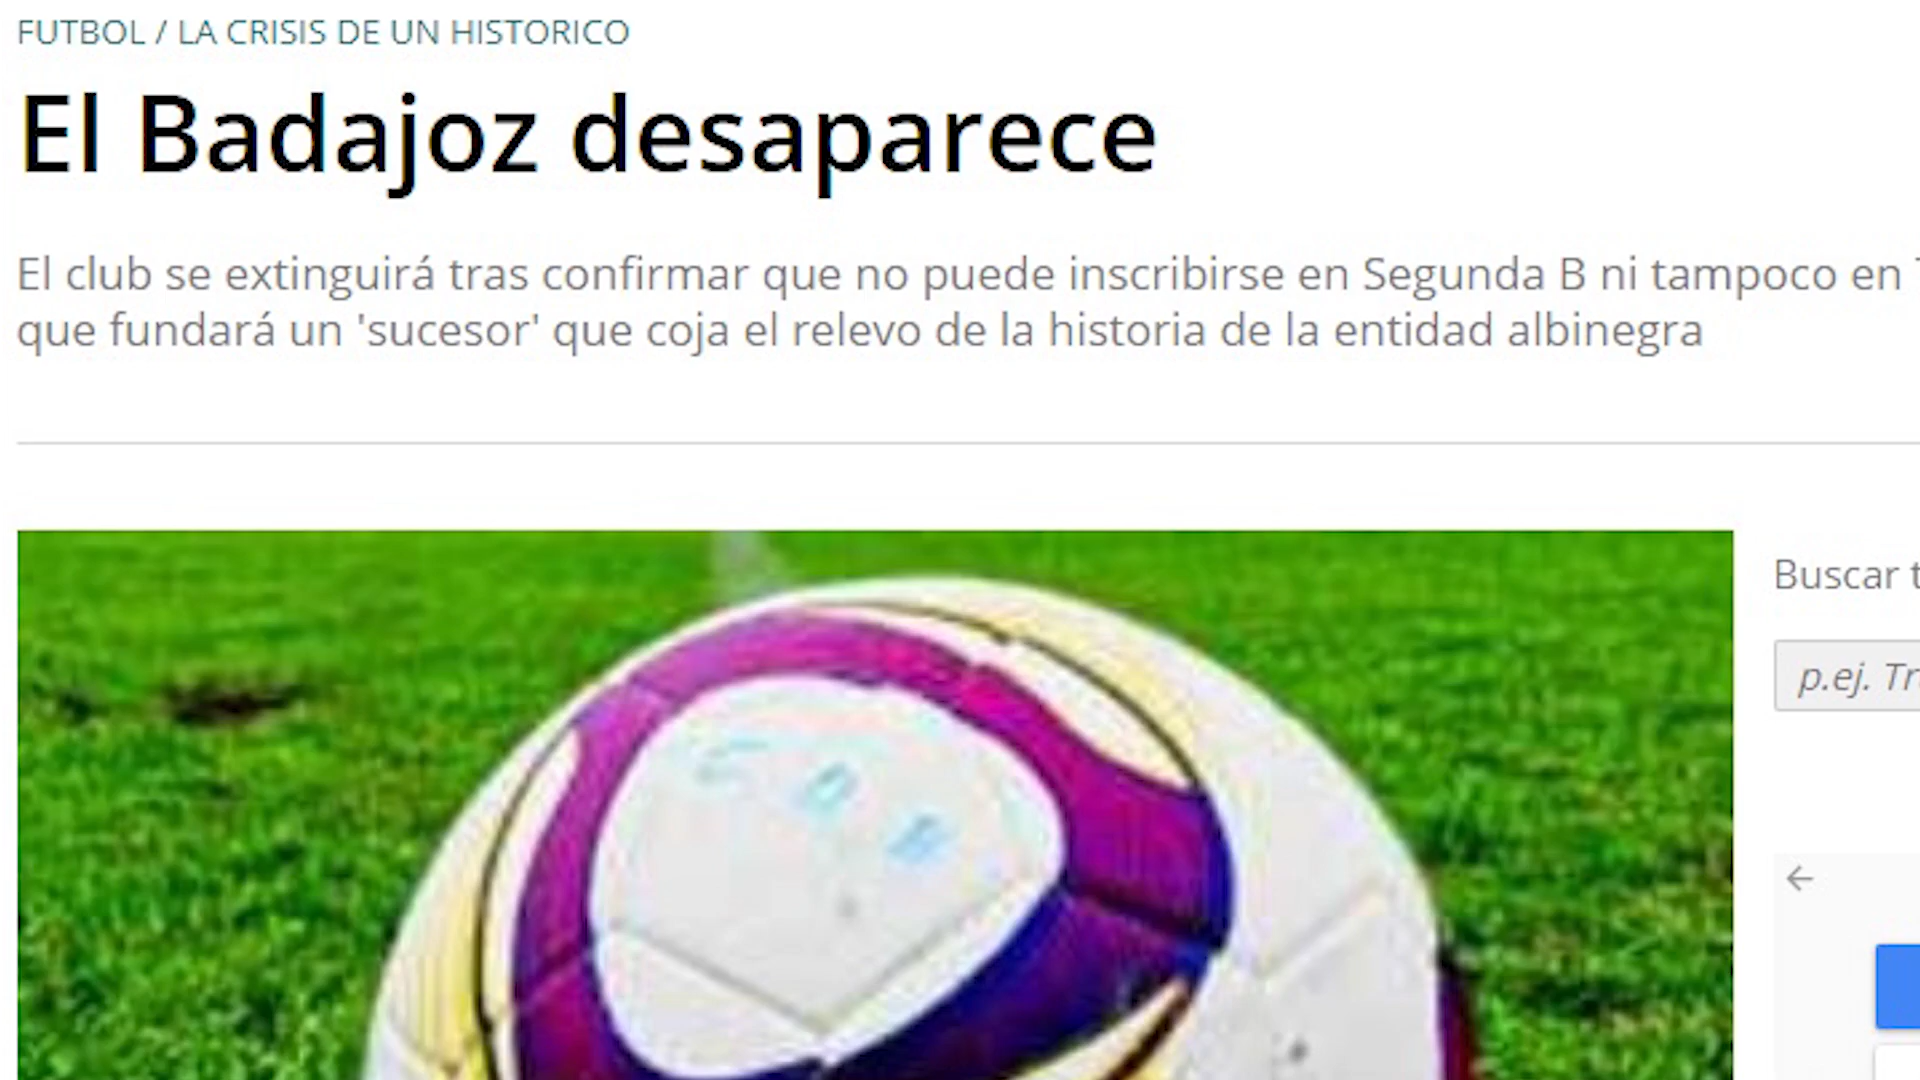 FUTBOL / LA CRISIS DE UN HISTORICO
El Badajoz desaparece
El club se extinguirá tras confirmar que no puede inscribirse en Segunda B ni tampoco en
que fundará un 'sucesor' que coja el relevo de la historia de la entidad albinegra
Buscar
p.ej.